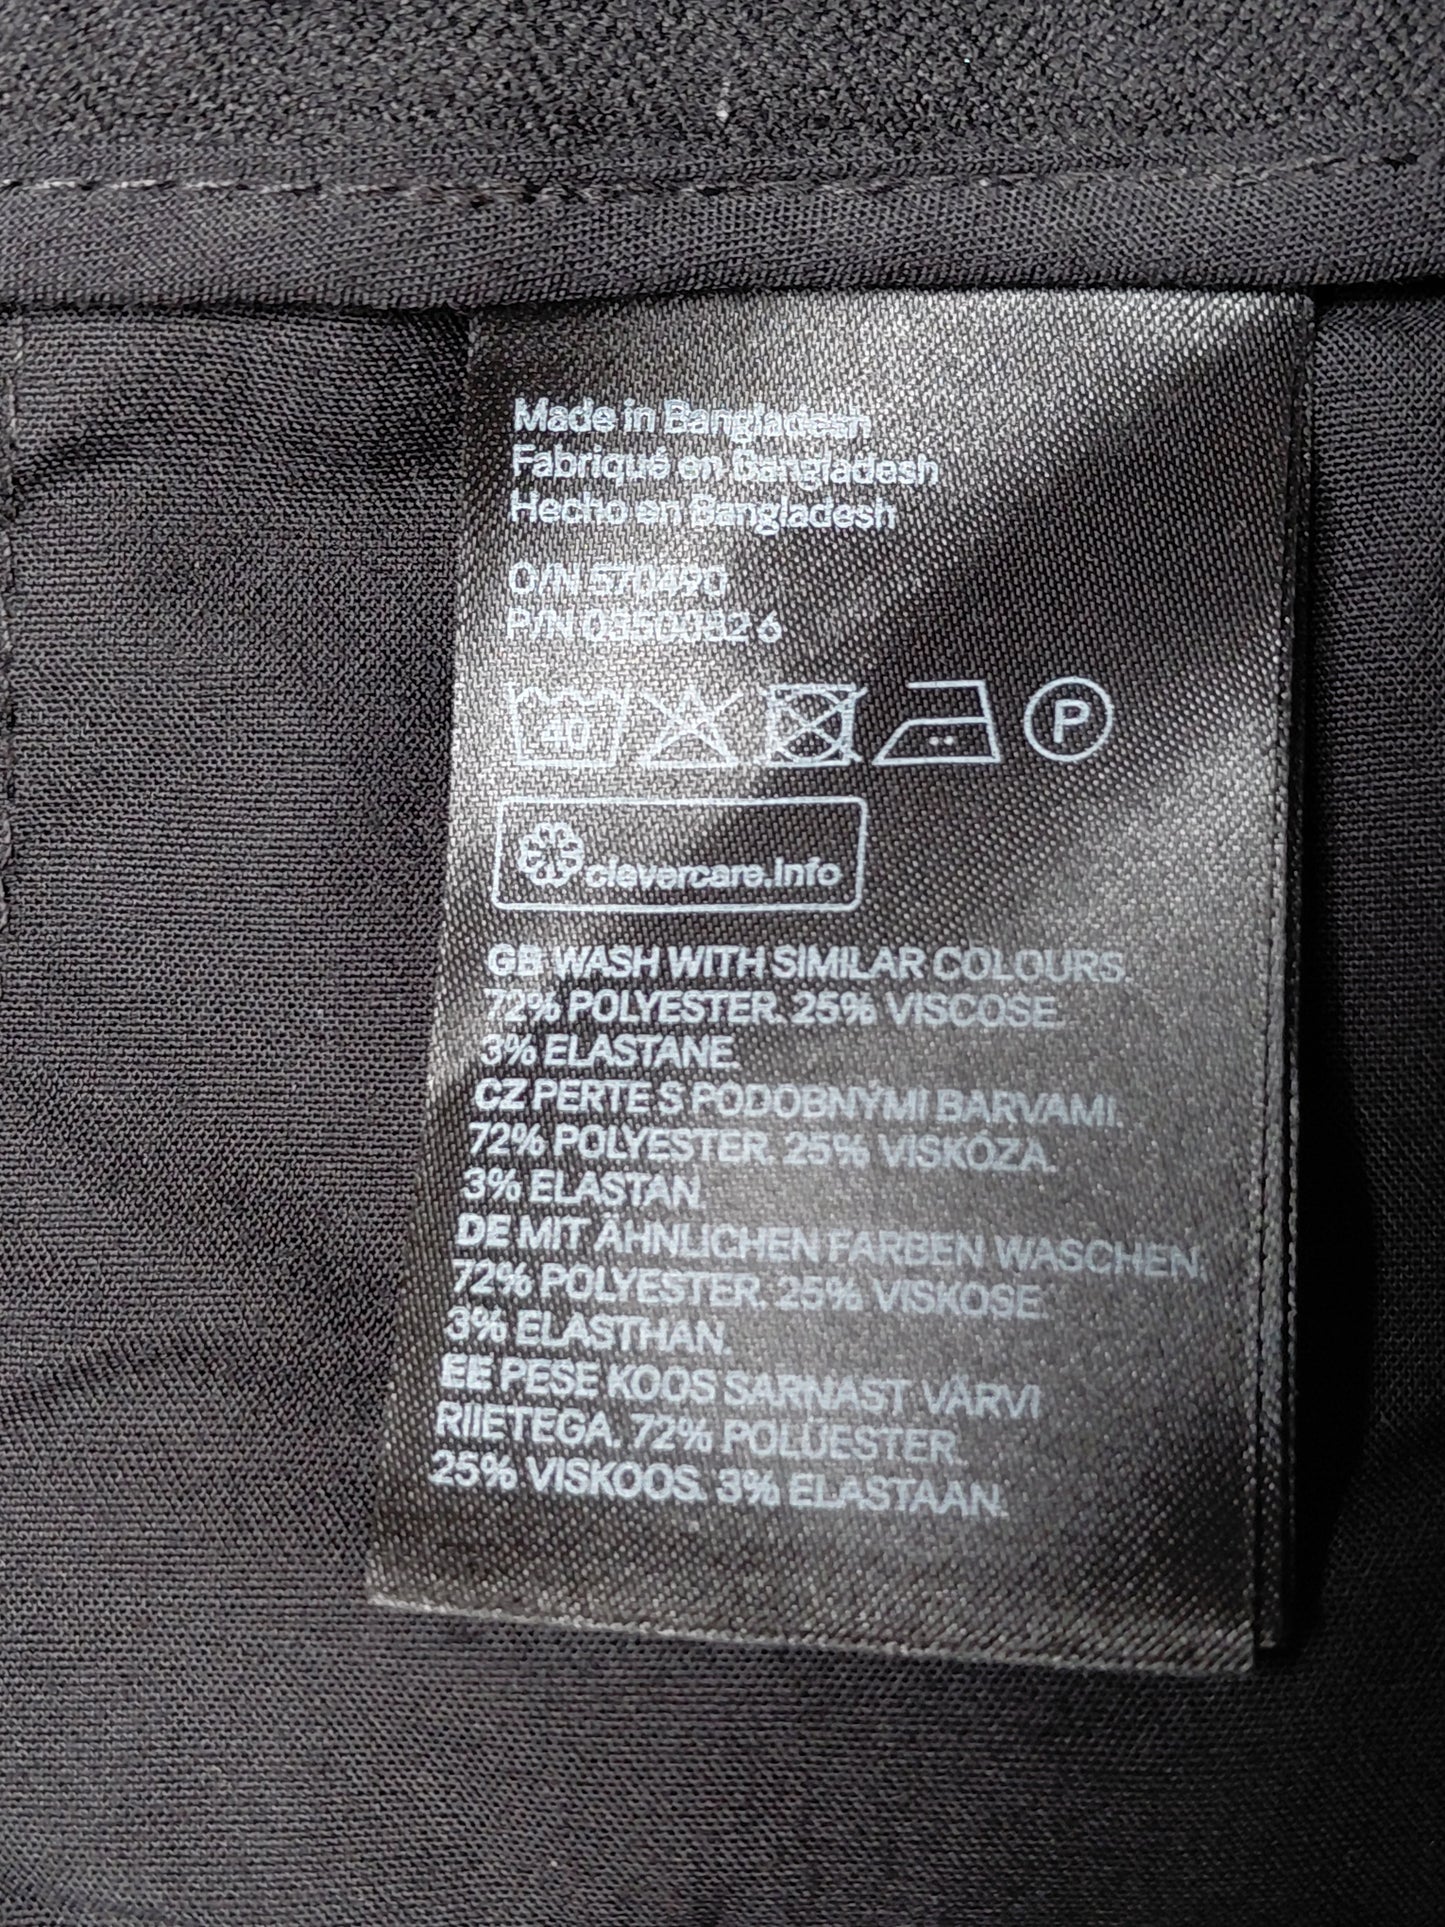 Made in Bangladesh
Fabriqué en Bangladesh
Hecho en Bangladesh
O/N 570490
P/N
40
P
clevercare.info
GB WASH WITH SIMILAR COLOURS.
72% POLYESTER. 25% VISCOSE.
3% ELASTANE
CZ PERTE S PODOBNÝMI BARVAMI.
72% POLYESTER. 25% VISKÓZA.
3% ELASTAN.
DE MIT ÄHNLICHEN FARBEN WASCHEN.
72% POLYESTER. 25% VISKOSE.
3% ELASTHAN.
EE PESE KOOS SARNAST VÄRVI
RIIETEGA. 72% POLÜESTER.
25% VISKOOS. 3% ELASTAAN.